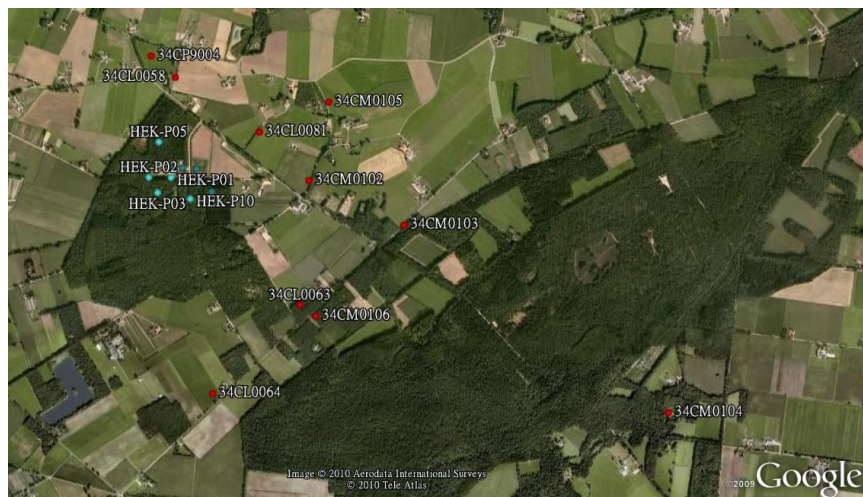 34CP9004
34CL0058
34CM0105
34CL0081
HEK-P05
HEK-P02
HEK-P01
34CM0102
HEK-P03
HEK-P10
34CM0103
34CL0063
34CM0106
34CL0064
34CM0104
Image © 2010 Aerodata International Surveys
© 2010 Tele Atlas
©2009 Google